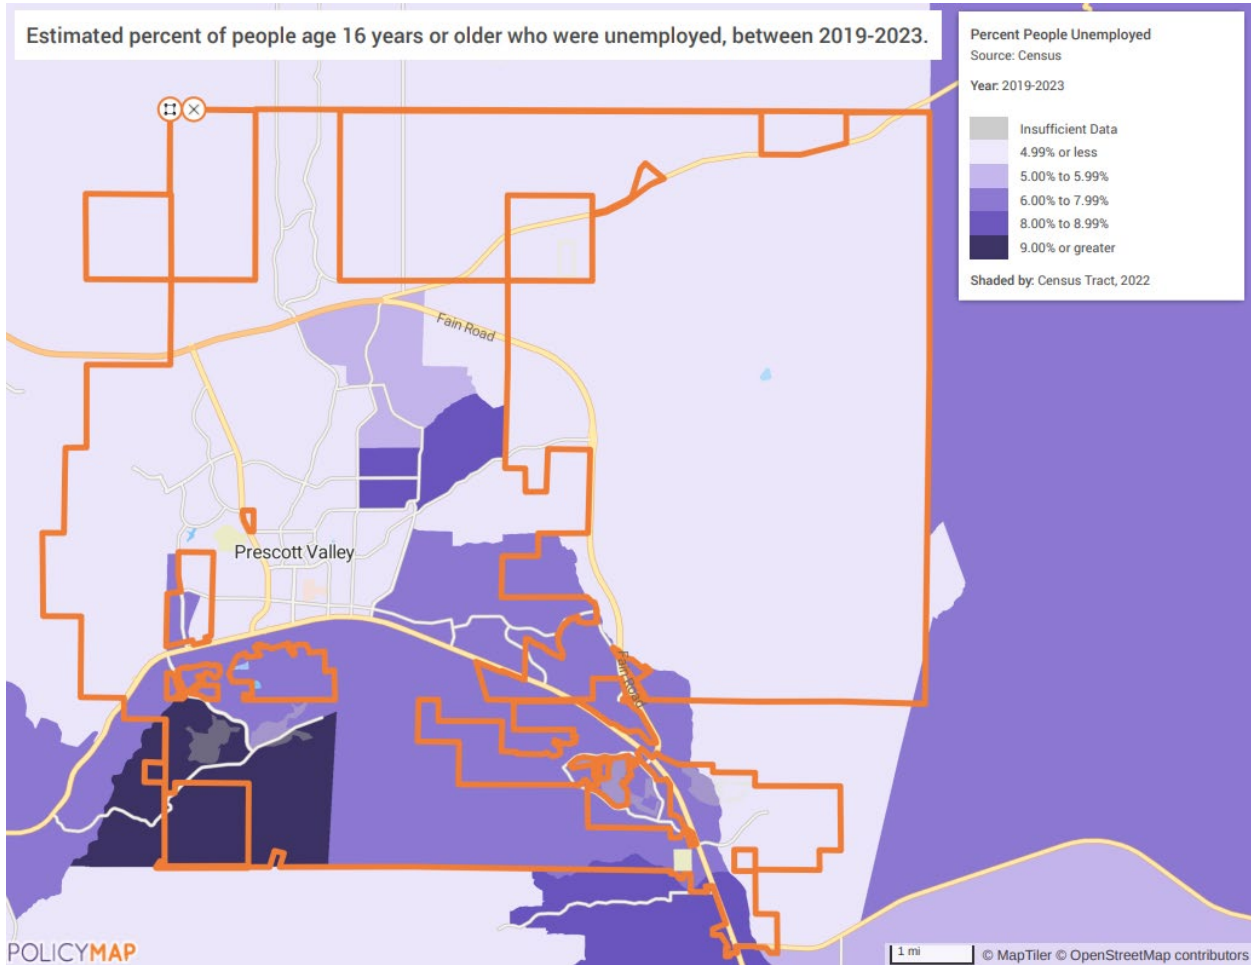 Estimated percent of people age 16 years or older who were unemployed, between 2019-2023.
Percent People Unemployed
Source: Census
Year: 2019-2023
Insufficient Data
4.99% or less
5.00% to 5.99%
6.00% to 7.99%
8.00% to 8.99%
9.00% or greater
Shaded by: Census Tract, 2022
Fain Road
Prescott Valley
Fain Road
POLICYMAP
1 mi
© MapTiler © OpenStreetMap contributors